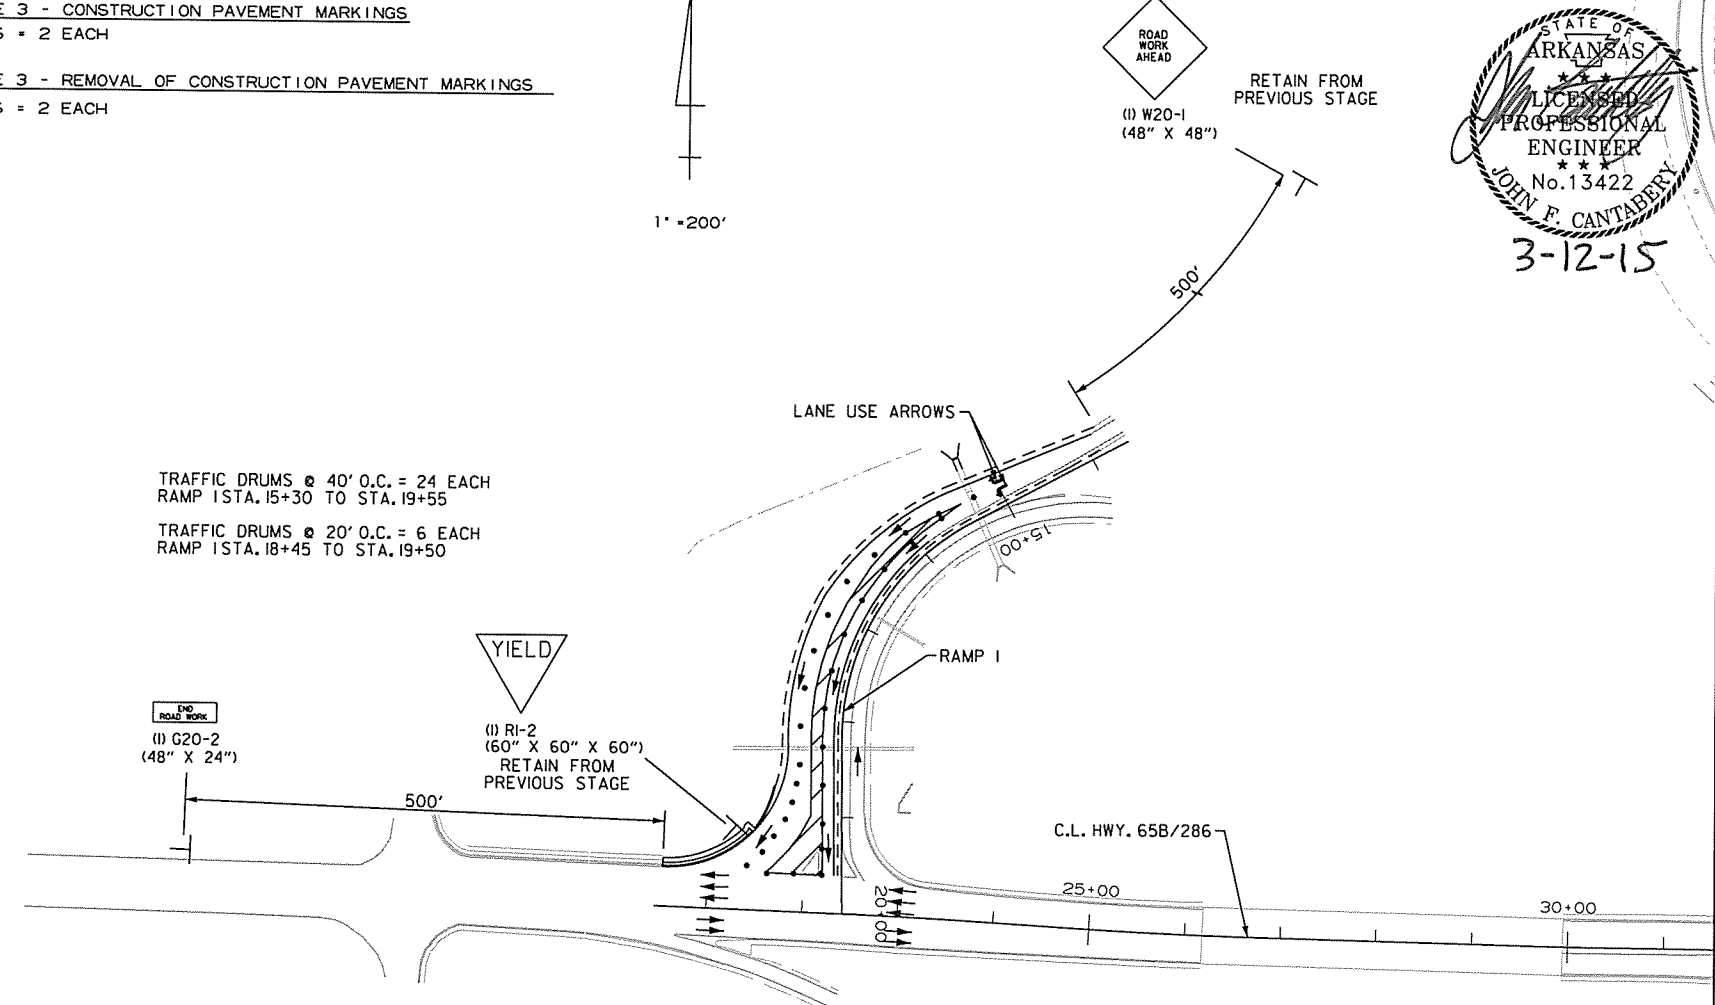 E 3 - CONSTRUCTION PAVEMENT MARKINGS
S = 2 EACH
E 3 - REMOVAL OF CONSTRUCTION PAVEMENT MARKINGS
S = 2 EACH
1" =200'
ROAD
WORK
AHEAD
(1) W20-1
(48" X 48")
RETAIN FROM
PREVIOUS STAGE
STATE OF
ARKANSAS
★ ★ ★
LICENSED
PROFESSIONAL
ENGINEER
★ ★ ★
No.13422
JOHN F. CANTABERY
3-12-15
500'
LANE USE ARROWS
TRAFFIC DRUMS @ 40' O.C. = 24 EACH
RAMP 1 STA. 15+30 TO STA. 19+55
TRAFFIC DRUMS @ 20' O.C. = 6 EACH
RAMP 1 STA. 18+45 TO STA. 19+50
15+00
RAMP 1
YIELD
(1) R1-2
(60" X 60" X 60")
RETAIN FROM
PREVIOUS STAGE
END
ROAD WORK
(1) G20-2
(48" X 24")
500'
C.L. HWY. 65B/286
20+00
25+00
30+00